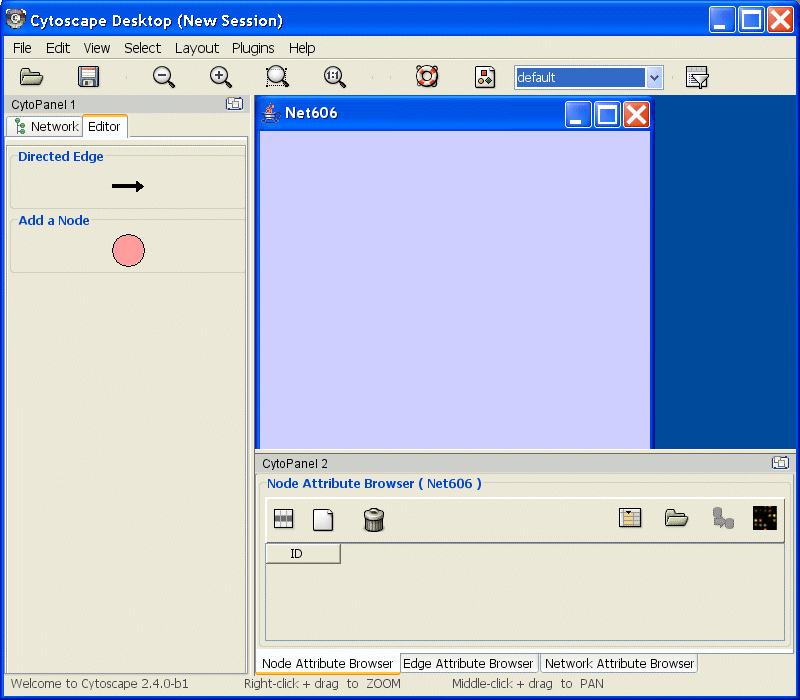 Cytoscape Desktop (New Session)
File Edit View Select Layout Plugins Help
1:1
default
CytoPanel 1
Network Editor
Directed Edge
Add a Node
Net606
CytoPanel 2
Node Attribute Browser ( Net606 )
ID
Node Attribute Browser Edge Attribute Browser Network Attribute Browser
Welcome to Cytoscape 2.4.0-b1 Right-click + drag to ZOOM Middle-click + drag to PAN